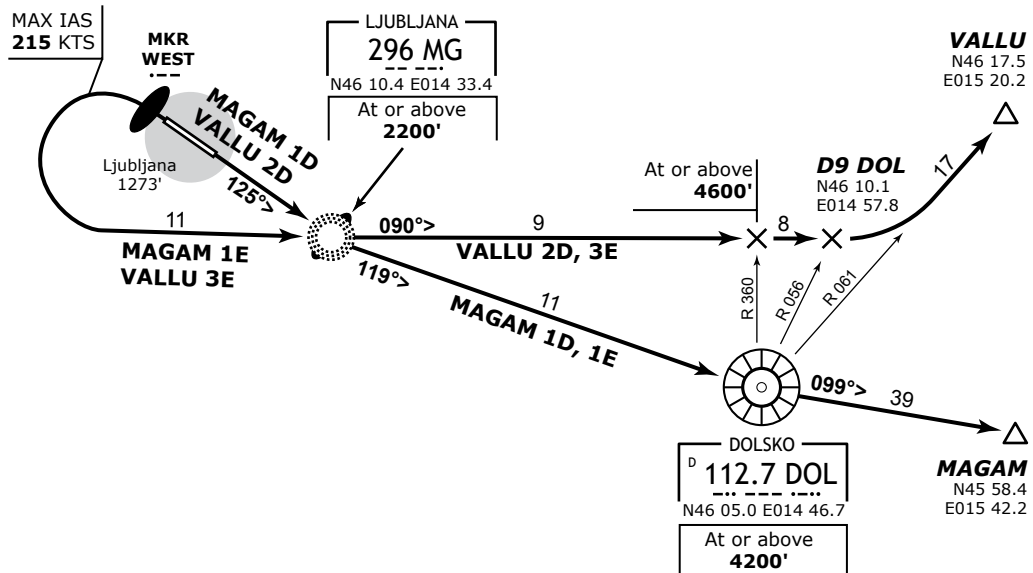 MAX IAS
215 KTS
MKR
WEST
LJUBLJANA
296 MG
N46 10.4 E014 33.4
At or above
2200'
VALLU
N46 17.5
E015 20.2
MAGAM 1D
VALLU 2D
Ljubljana
1273'
125°>
At or above
4600'
D9 DOL
N46 10.1
E014 57.8
17
11
MAGAM 1E
VALLU 3E
090°>
9
VALLU 2D, 3E
8
119°>
11
MAGAM 1D, 1E
R 360
R 056
R 061
099°>
39
DOLSKO
D 112.7 DOL
N46 05.0 E014 46.7
At or above
4200'
MAGAM
N45 58.4
E015 42.2